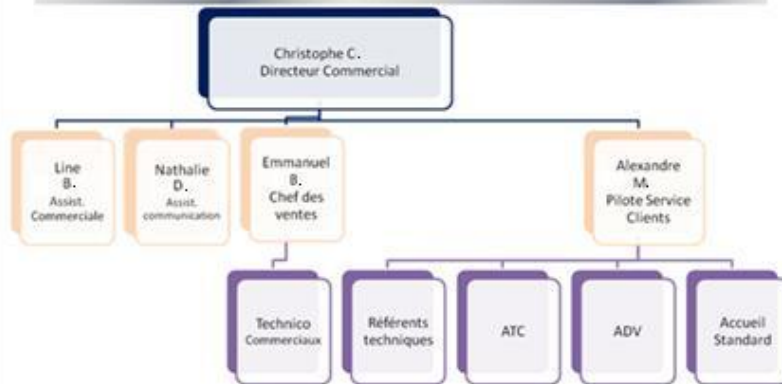 Christophe C.
Directeur Commercial
Line
B.
Assist.
Commerciale
Nathalie
D.
Assist.
communication
Emmanuel
B.
Chef des
ventes
Alexandre
M.
Pilote Service
Clients
Technico
Commerciaux
Référents
techniques
ATC
ADV
Accueil
Standard